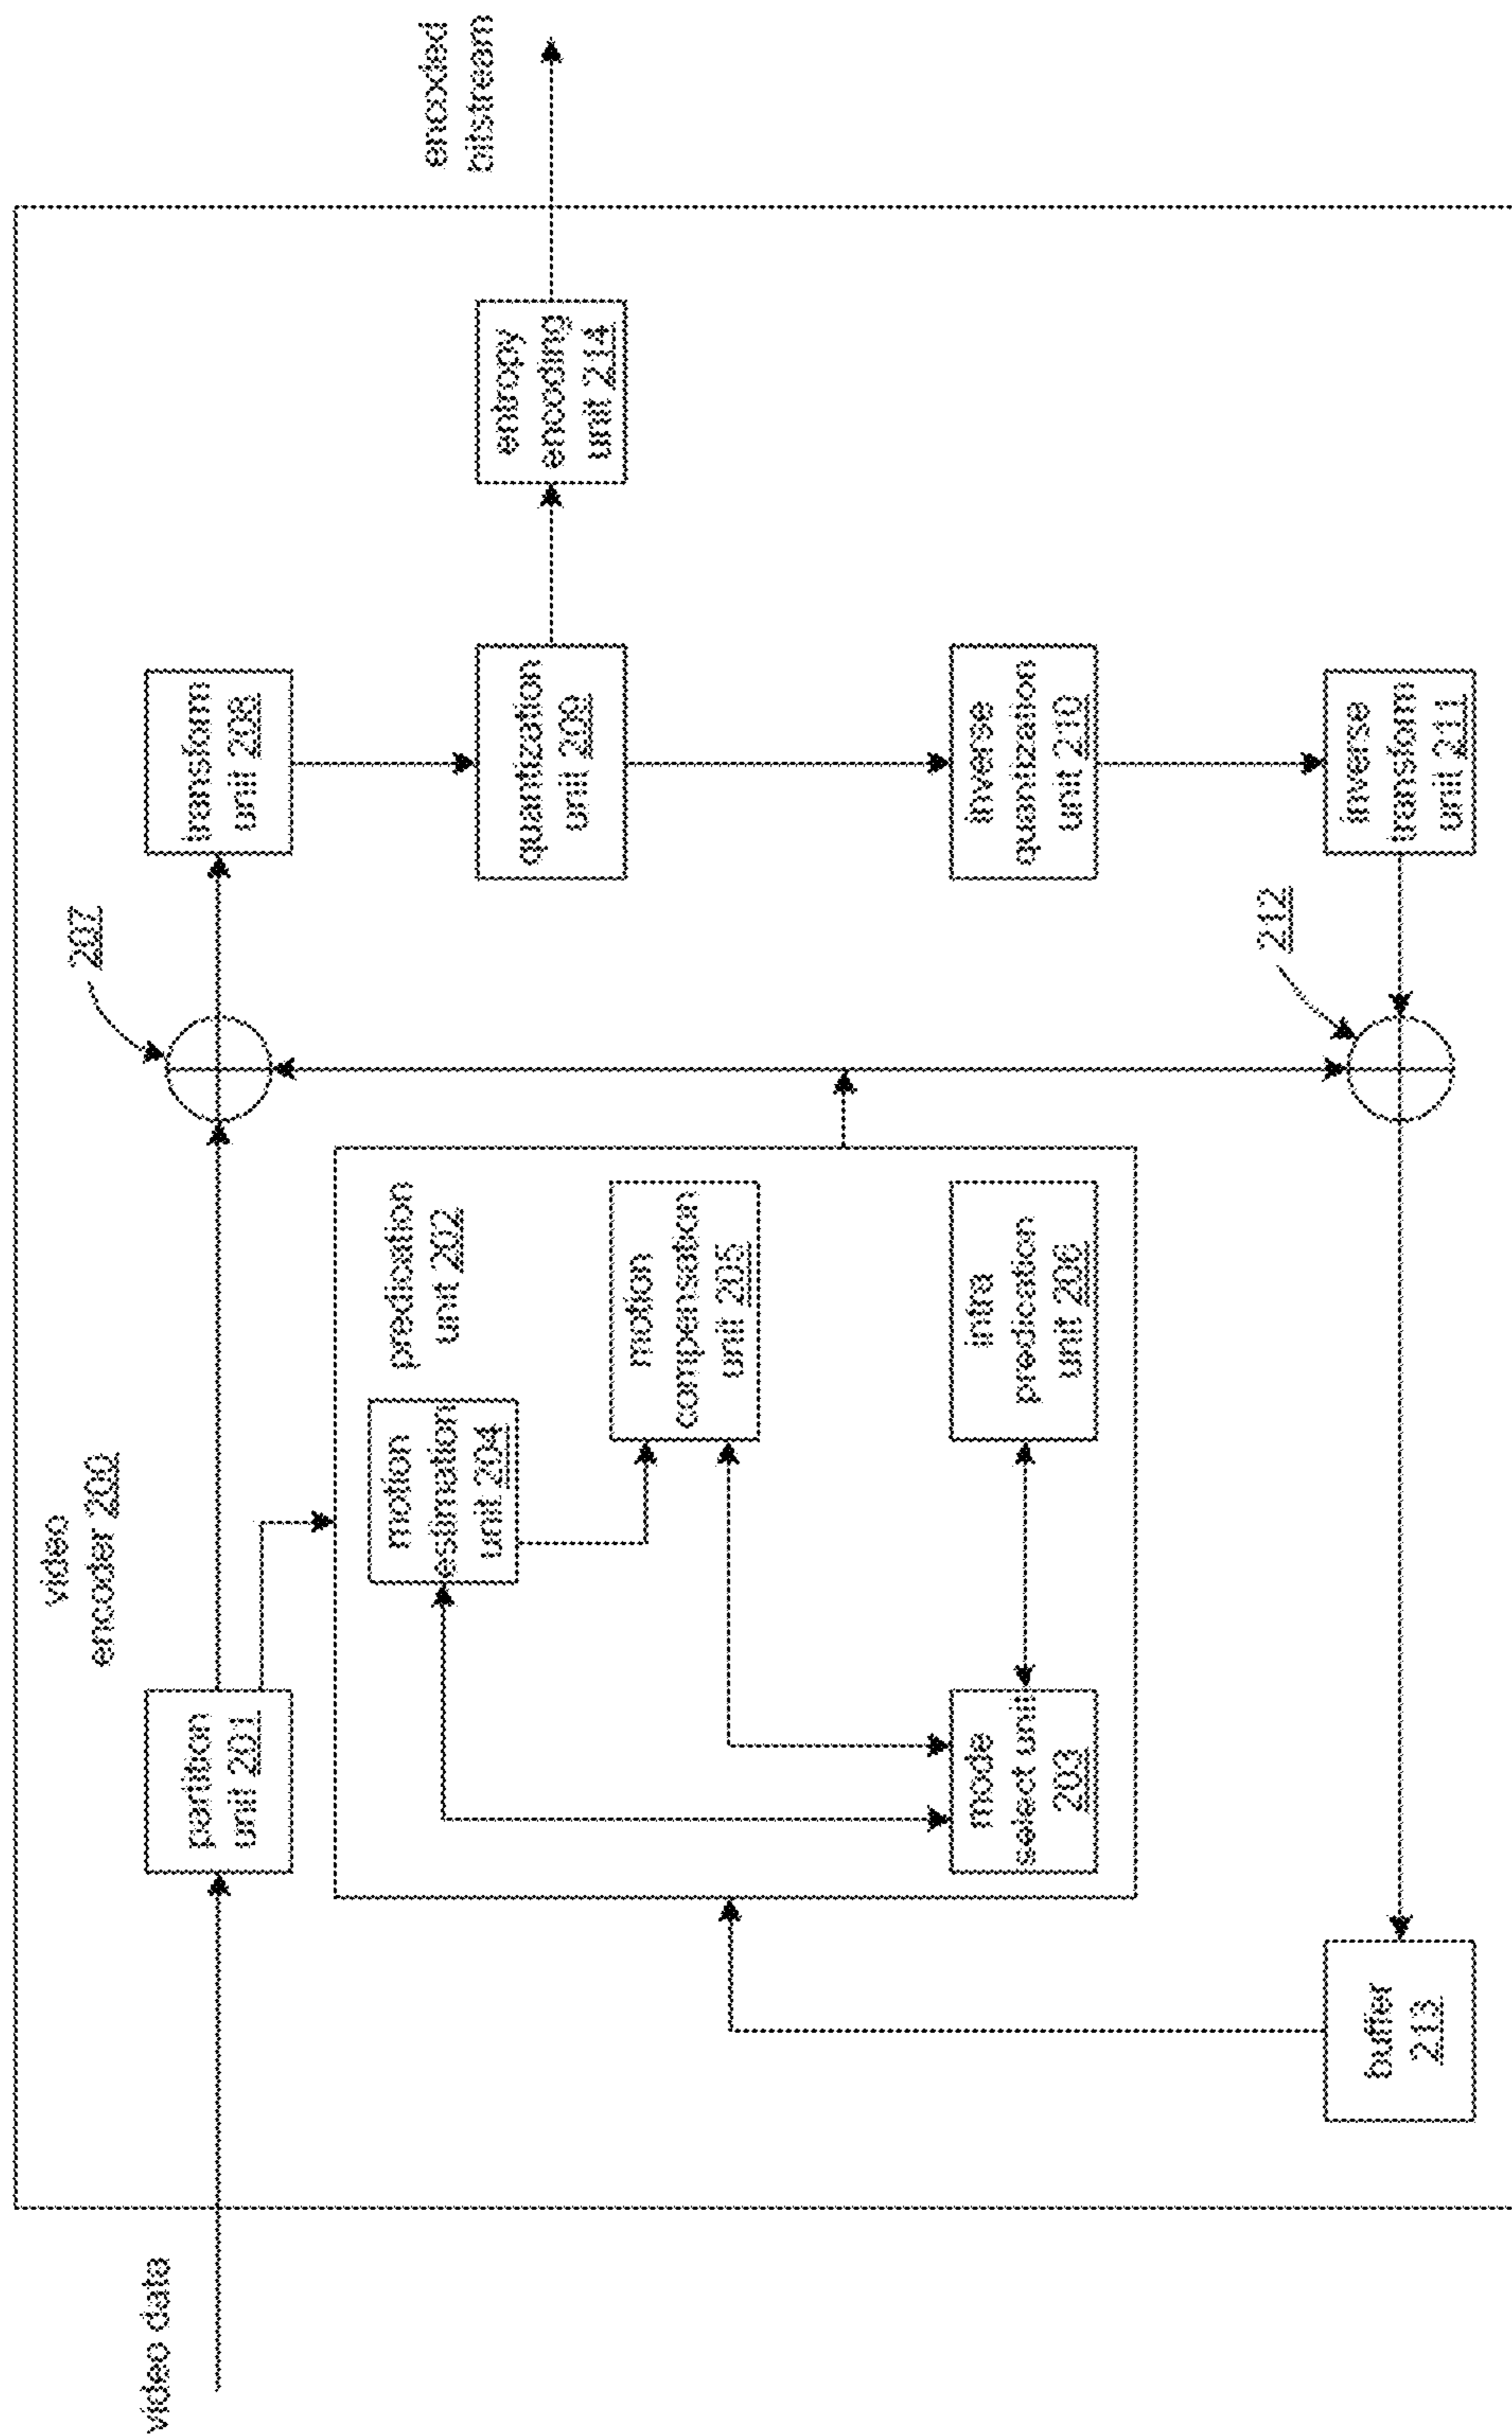 video data
video
encoder 200
partition
unit 201
207
transform
unit 208
encoded
bitstream
predication
unit 202
motion
estimation
unit 204
motion
compensation
unit 205
mode
select unit
203
intra
predication
unit 206
quantization
unit 209
entropy
encoding
unit 214
inverse
quantization
unit 210
inverse
transform
unit 211
212
buffer
213